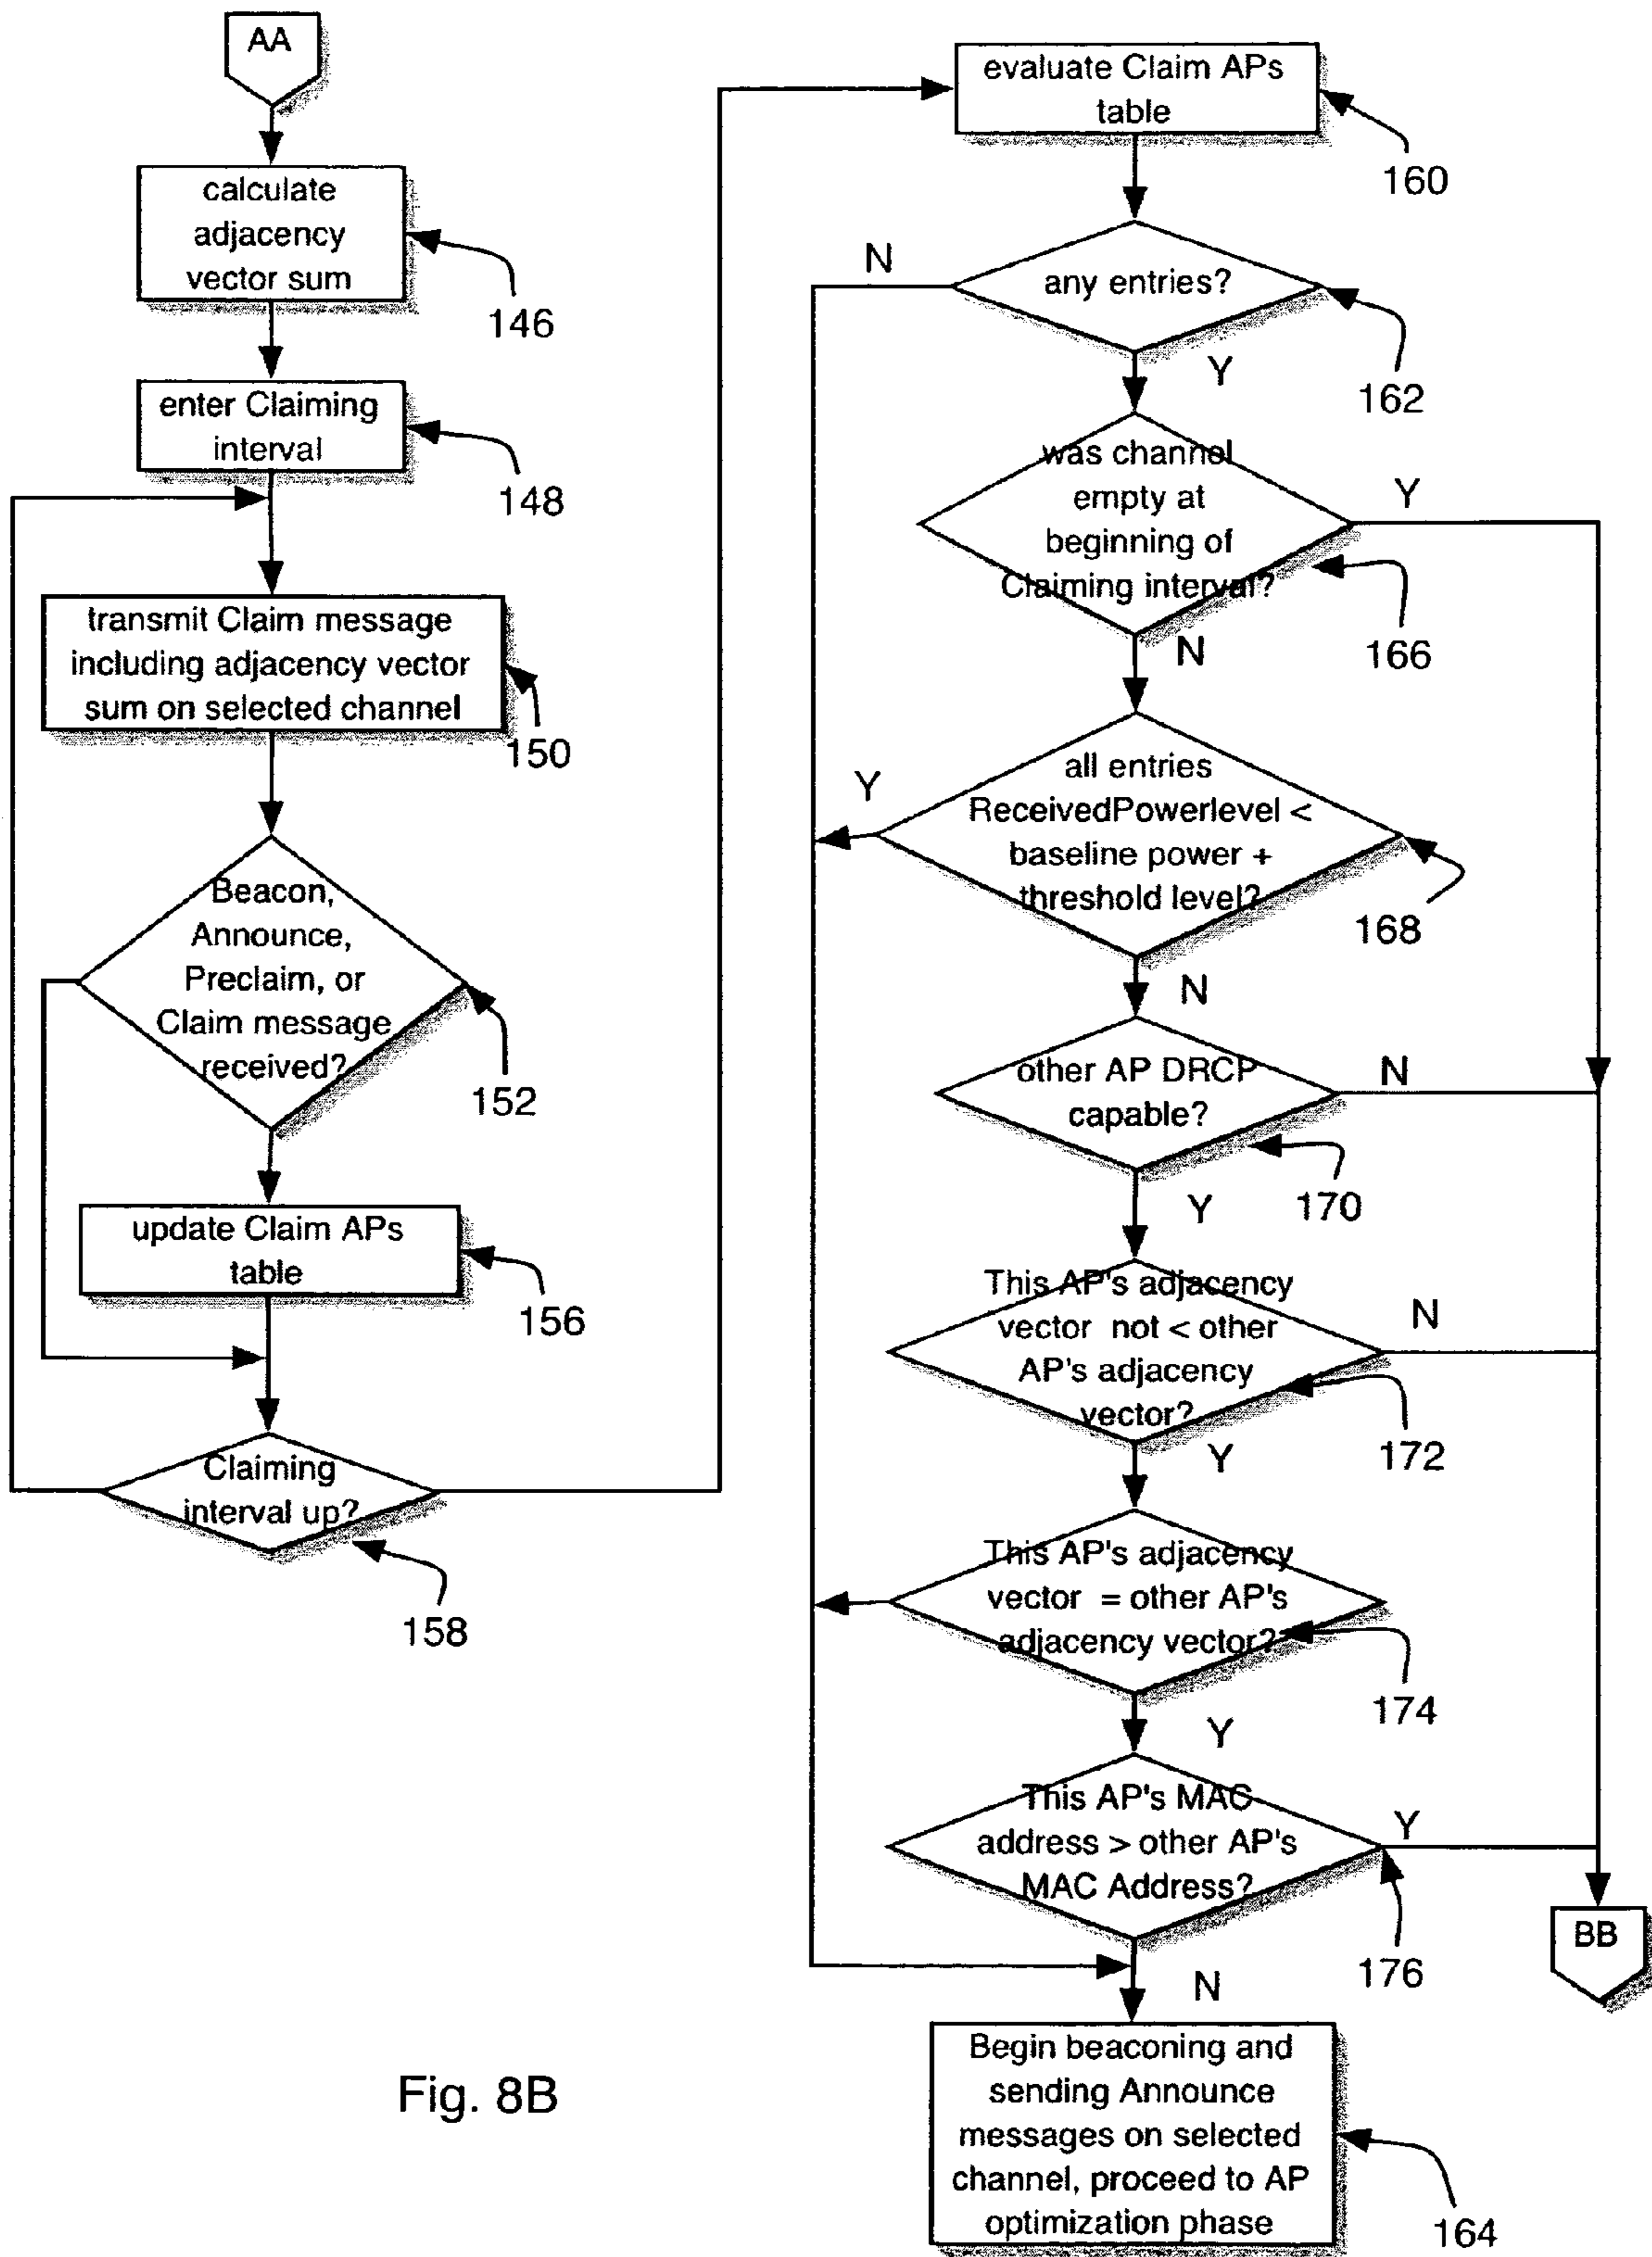 AA
calculate
adjacency
vector sum
146
enter Claiming
interval
148
transmit Claim message
including adjacency vector
sum on selected channel
150
Beacon,
Announce,
Preclaim, or
Claim message
received?
152
update Claim APs
table
156
Claiming
interval up?
158
evaluate Claim APs
table
160
any entries?
N
Y
162
was channel
empty at
beginning of
Claiming interval?
Y
N
166
all entries
ReceivedPowerlevel <
baseline power +
threshold level?
Y
N
168
other AP DRCP
capable?
N
Y
170
This AP's adjacency
vector not < other
AP's adjacency
vector?
N
Y
172
This AP's adjacency
vector = other AP's
adjacency vector?
Y
174
This AP's MAC
address > other AP's
MAC Address?
Y
N
176
BB
Begin beaconing and
sending Announce
messages on selected
channel, proceed to AP
optimization phase
164
Fig. 8B